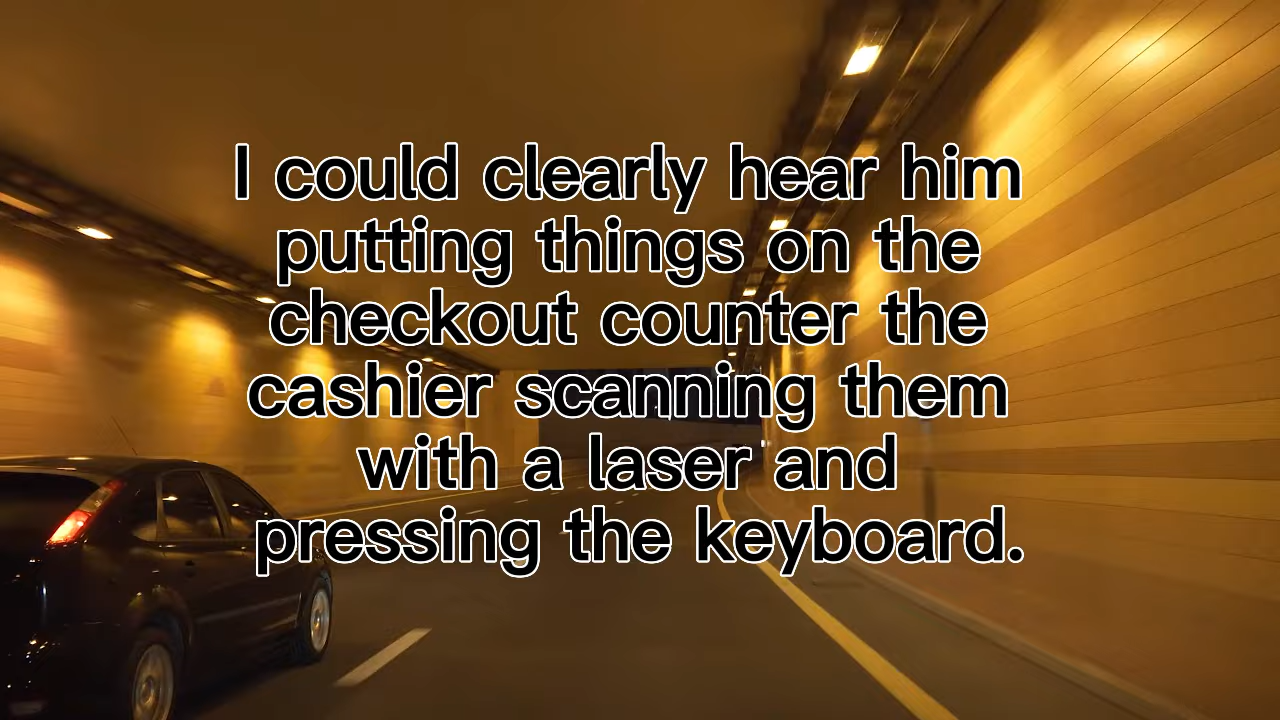 I could clearly hear him
putting things on the
checkout counter the
cashier scanning them
with a laser and
pressing the keyboard.